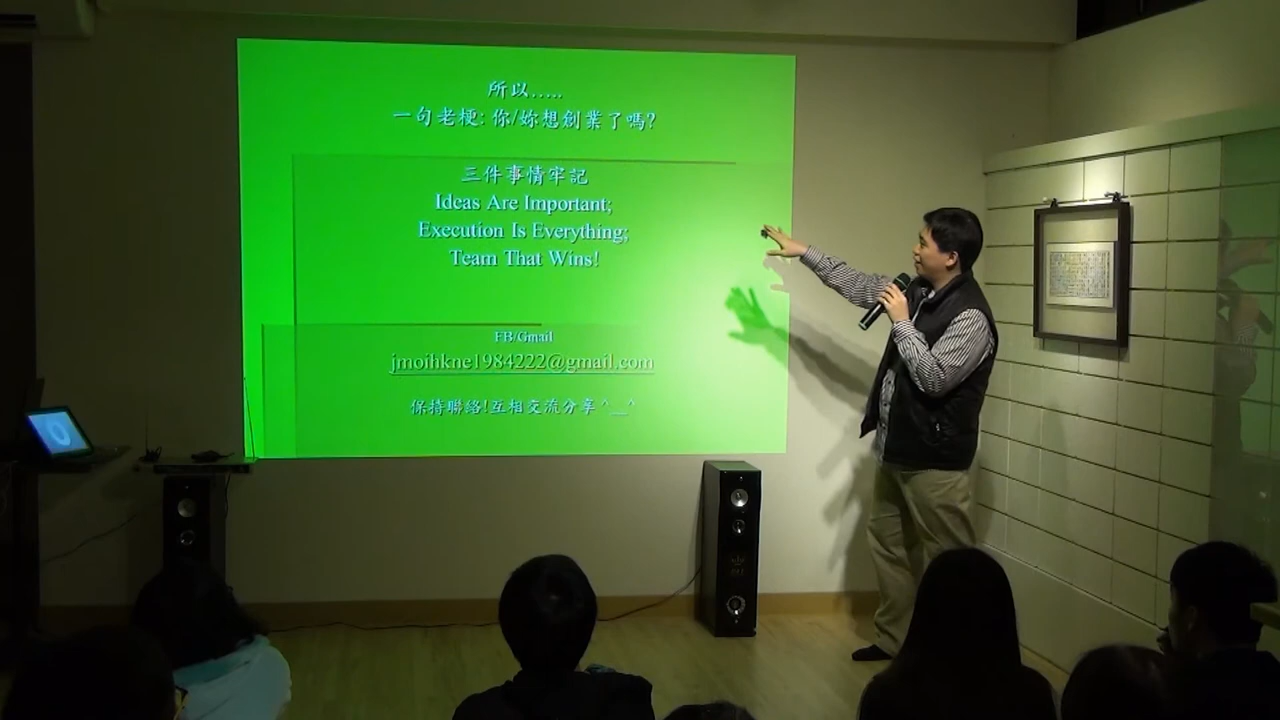 所以.....
一句老梗: 你/妳想創業了嗎?
三件事情牢記
Ideas Are Important;
Execution Is Everything;
Team That Wins!
FB/Gmail
jmoihkne1984222@gmail.com
保持聯絡!互相交流分享 ^__^